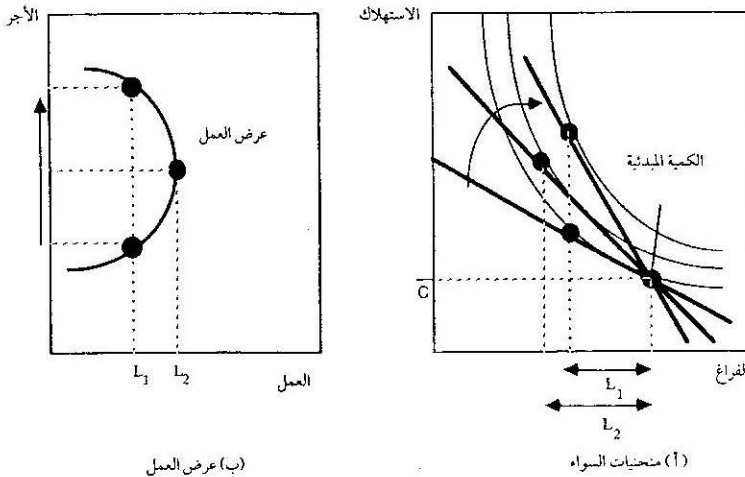 الاستهلاك
الكمية المبدئية
C
الفراغ
L1
L2
(أ) منحنيات السواء
الأجر
عرض العمل
L1 L2
العمل
(ب) عرض العمل